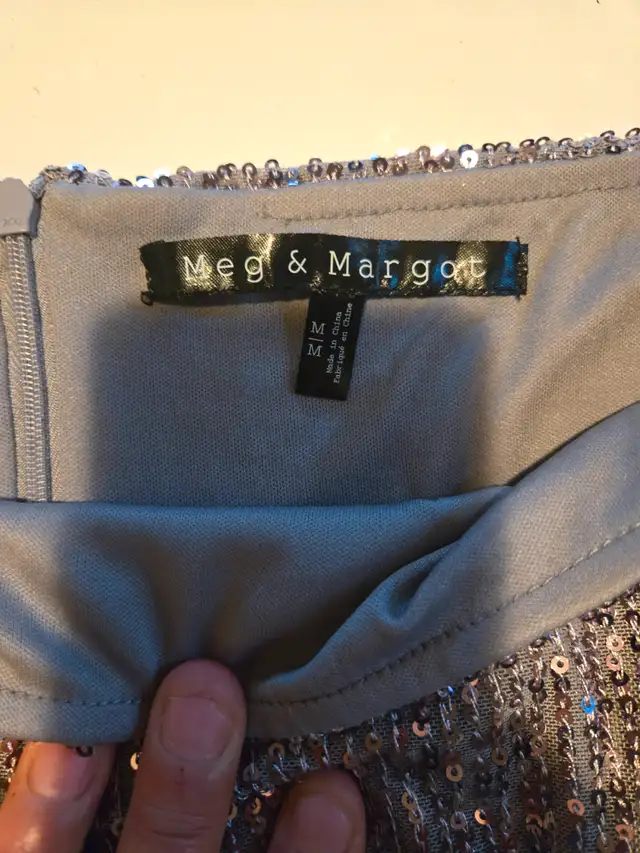 Meg & Margot
M
M
Made in China
Fabriqué en Chine